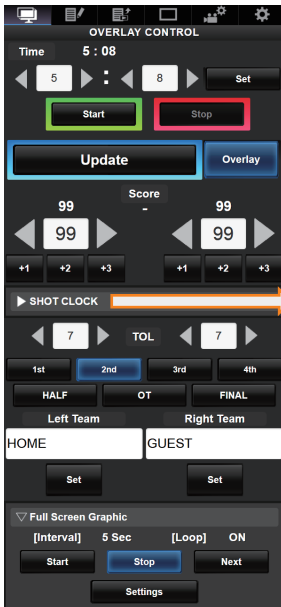 OVERLAY CONTROL
Time 5 : 08
5 : 8 Set
Start Stop
Update Overlay
Score
99 - 99
99 99
+1 +2 +3 +1 +2 +3
▶ SHOT CLOCK
7 TOL 7
1st 2nd 3rd 4th
HALF OT FINAL
Left Team Right Team
HOME GUEST
Set Set
▽ Full Screen Graphic
[Interval] 5 Sec [Loop] ON
Start Stop Next
Settings